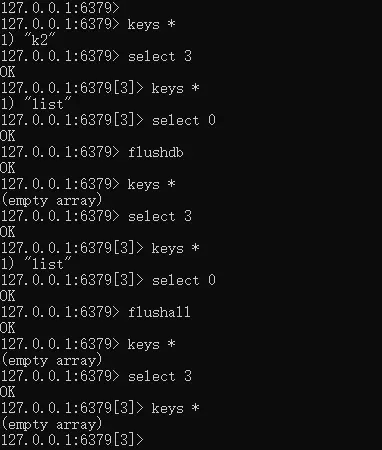 127.0.0.1:6379>
127.0.0.1:6379> keys *
1) "k2"
127.0.0.1:6379> select 3
OK
127.0.0.1:6379[3]> keys *
1) "list"
127.0.0.1:6379[3]> select 0
OK
127.0.0.1:6379> flushdb
OK
127.0.0.1:6379> keys *
(empty array)
127.0.0.1:6379> select 3
OK
127.0.0.1:6379[3]> keys *
1) "list"
127.0.0.1:6379[3]> select 0
OK
127.0.0.1:6379> flushall
OK
127.0.0.1:6379> keys *
(empty array)
127.0.0.1:6379> select 3
OK
127.0.0.1:6379[3]> keys *
(empty array)
127.0.0.1:6379[3]>